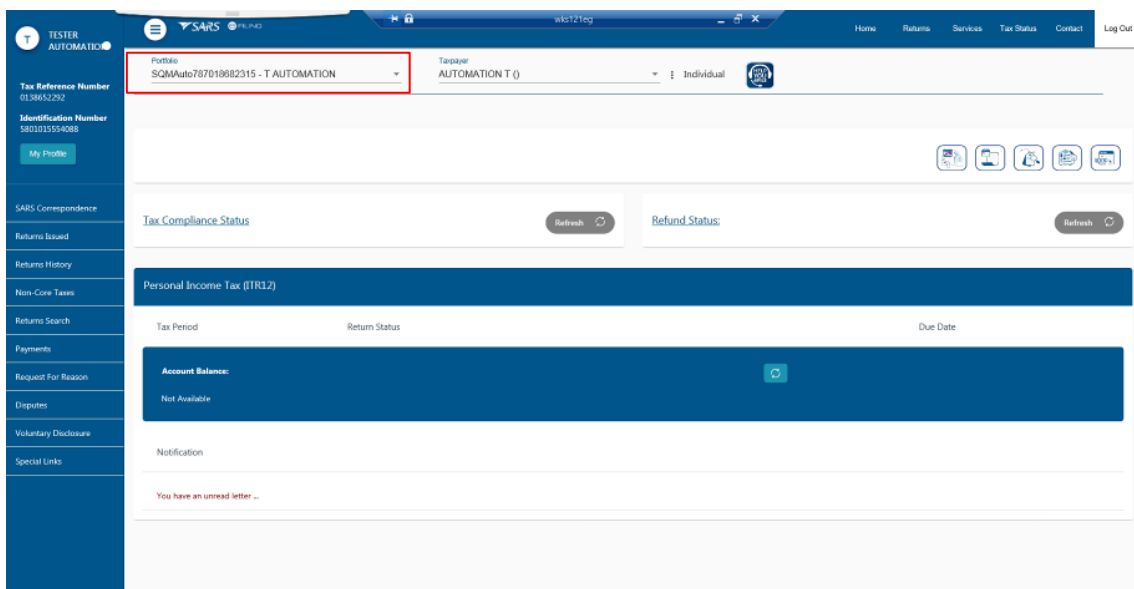 wks121eg
T
TESTER
AUTOMATIO
SARS eFILING
Home Returns Services Tax Status Contact Log Out
Portfolio
SQMAuto787018682315 - T AUTOMATION
Taxpayer
AUTOMATION T ()
Individual
Tax Reference Number
0138652292
Identification Number
5801015554088
My Profile
SARS Correspondence
Returns Issued
Returns History
Non-Core Taxes
Returns Search
Payments
Request For Reason
Disputes
Voluntary Disclosure
Special Links
Tax Compliance Status
Refresh
Refund Status:
Refresh
Personal Income Tax (ITR12)
Tax Period Return Status Due Date
Account Balance:
Not Available
Notification
You have an unread letter ...